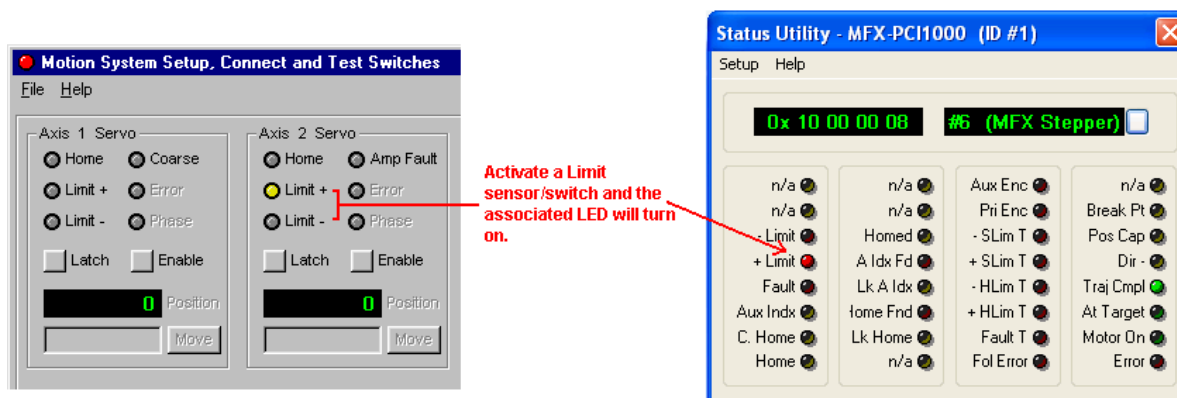 Motion System Setup, Connect and Test Switches
File Help
Axis 1 Servo
Home Coarse
Limit + Error
Limit - Phase
Latch Enable
0 Position
Move
Axis 2 Servo
Home Amp Fault
Limit + Error
Limit - Phase
Latch Enable
0 Position
Move
Activate a Limit
sensor/switch and the
associated LED will turn
on.
Status Utility - MFX-PCI1000 (ID #1)
Setup Help
0x 10 00 00 08 #6 (MFX Stepper)
n/a
n/a
- Limit
+ Limit
Fault
Aux Indx
C. Home
Home
n/a
n/a
Homed
A Idx Fd
Lk A Idx
Home Fnd
Lk Home
n/a
Aux Enc
Pri Enc
- SLim T
+ SLim T
- HLim T
+ HLim T
Fault T
Fol Error
n/a
Break Pt
Pos Cap
Dir -
Traj Cmpl
At Target
Motor On
Error